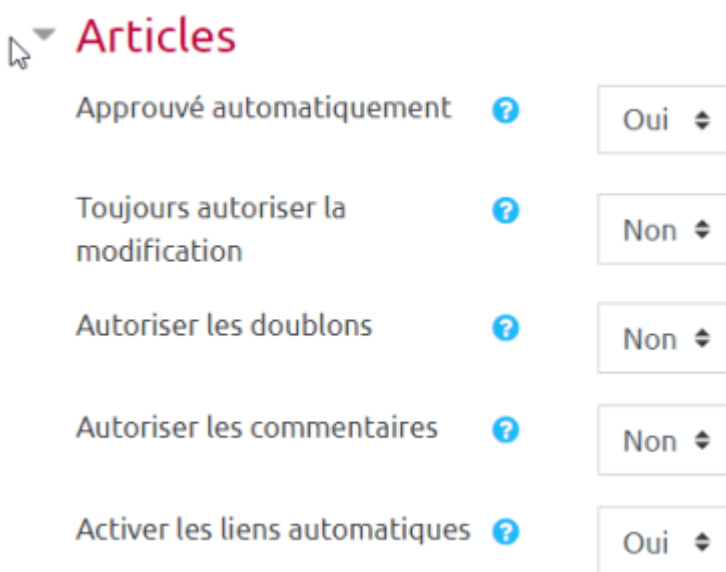 Articles
Approuvé automatiquement
Oui
Toujours autoriser la
modification
Non
Autoriser les doublons
Non
Autoriser les commentaires
Non
Activer les liens automatiques
Oui